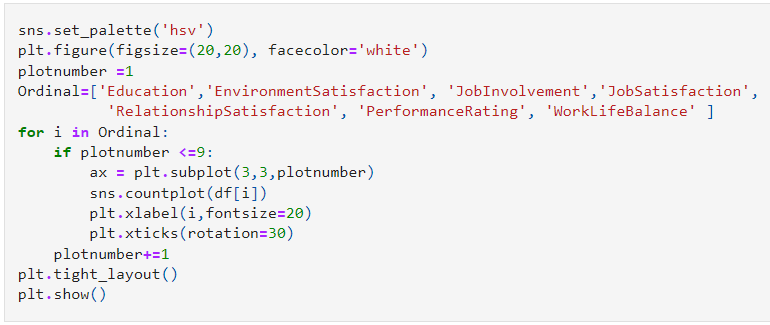 sns.set_palette('hsv')
plt.figure(figsize=(20,20), facecolor='white')
plotnumber =1
Ordinal=['Education','EnvironmentSatisfaction', 'JobInvolvement','JobSatisfaction',
          'RelationshipSatisfaction', 'PerformanceRating', 'WorkLifeBalance' ]
for i in Ordinal:
    if plotnumber <=9:
        ax = plt.subplot(3,3,plotnumber)
        sns.countplot(df[i])
        plt.xlabel(i,fontsize=20)
        plt.xticks(rotation=30)
    plotnumber+=1
plt.tight_layout()
plt.show()